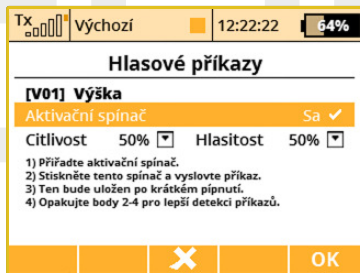 Tx Výchozí 12:22:22 64%
Hlasové příkazy
[V01] Výška
Aktivační spínač Sa ✓
Citlivost 50% Hlasitost 50%
1) Přiřaďte aktivační spínač.
2) Stiskněte tento spínač a vyslovte příkaz.
3) Ten bude uložen po krátkém pípnutí.
4) Opakujte body 2-4 pro lepší detekci příkazů.
OK